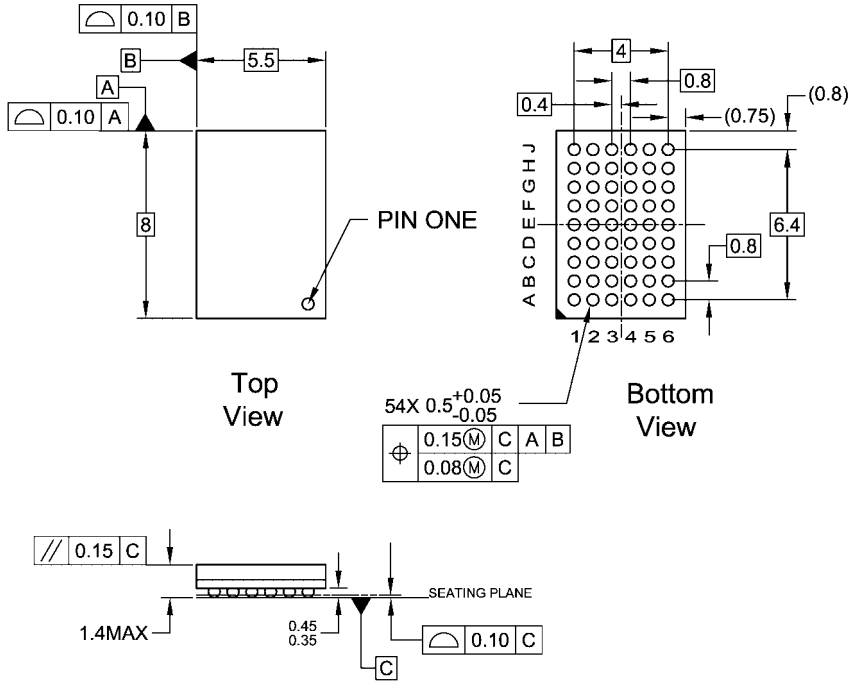 0.10 B
B
5.5
A
0.10 A
8
PIN ONE
Top
View
4
0.8
0.4
(0.75)
(0.8)
J
H
G
F
E
D
C
B
A
6.4
0.8
1 2 3 4 5 6
54X 0.5 +0.05
-0.05
0.15 Ⓜ C A B
0.08 Ⓜ C
Bottom
View
// 0.15 C
1.4MAX
0.45
0.35
SEATING PLANE
0.10 C
C